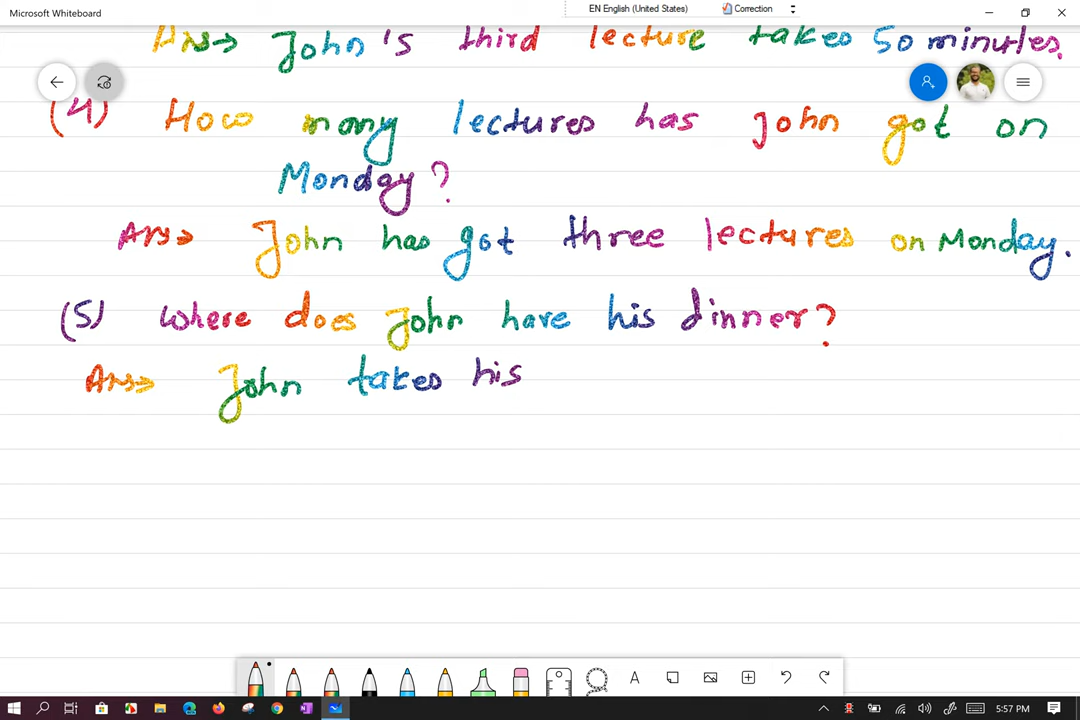 Microsoft Whiteboard
EN English (United States)
Correction
Ans→ John's third lecture takes 50 minutes.
(4) How many lectures has john got on
Monday?
Ans→ John has got three lectures on Monday.
(5) Where does John have his dinner?
Ans→ John takes his
A
5:57 PM